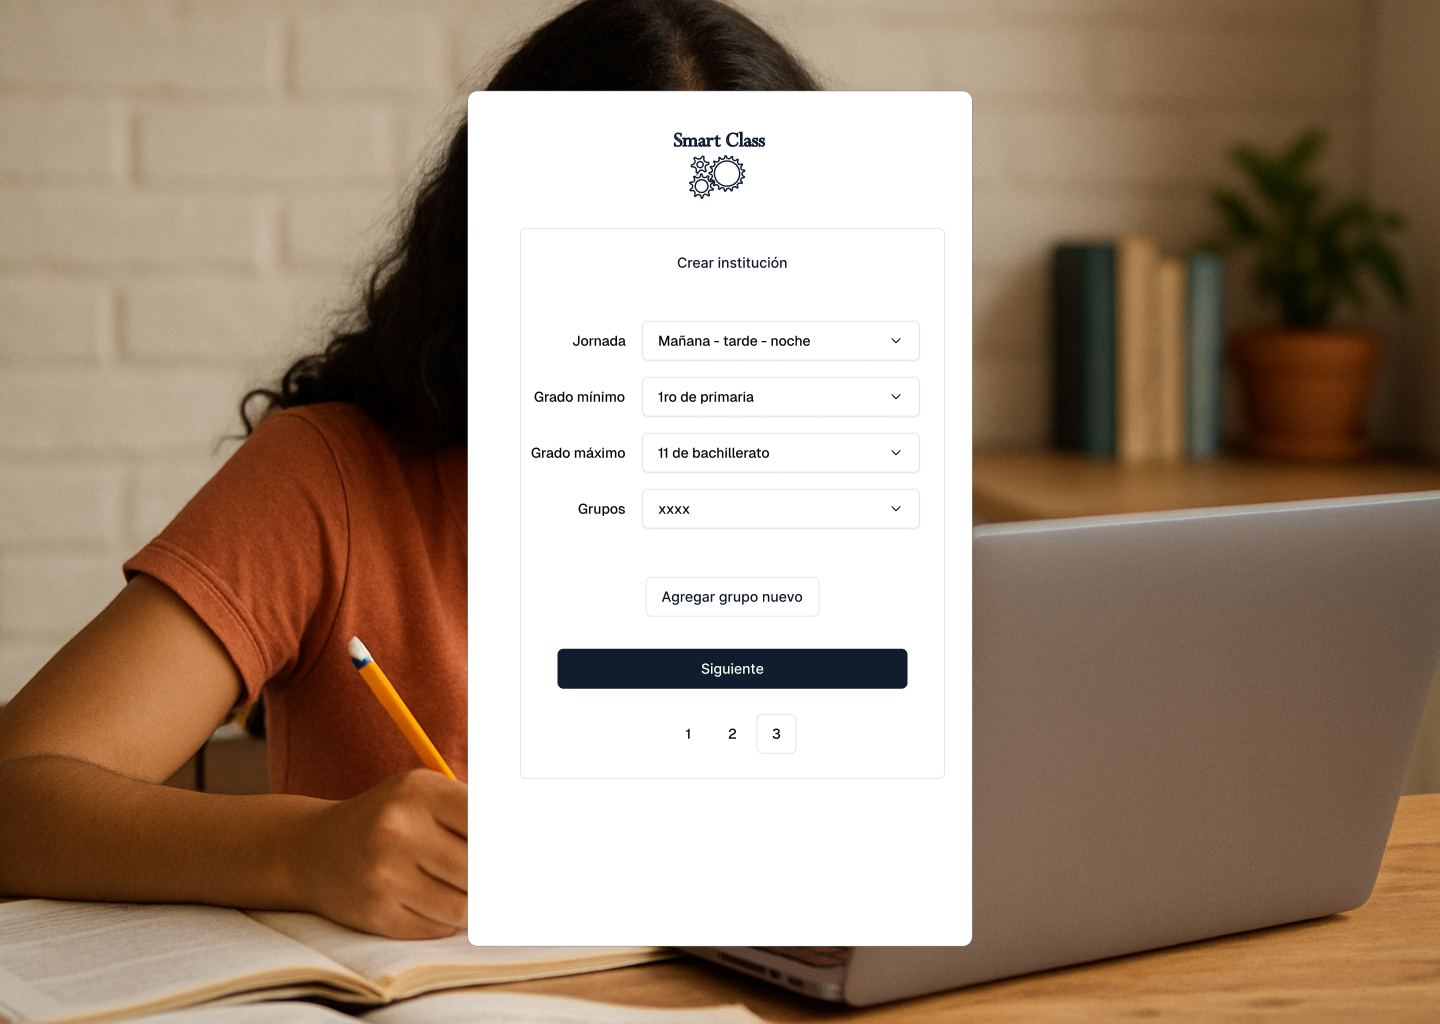 Smart Class
Crear institución
Jornada Mañana - tarde - noche
Grado mínimo 1ro de primaria
Grado máximo 11 de bachillerato
Grupos xxxx
Agregar grupo nuevo
Siguiente
1 2 3